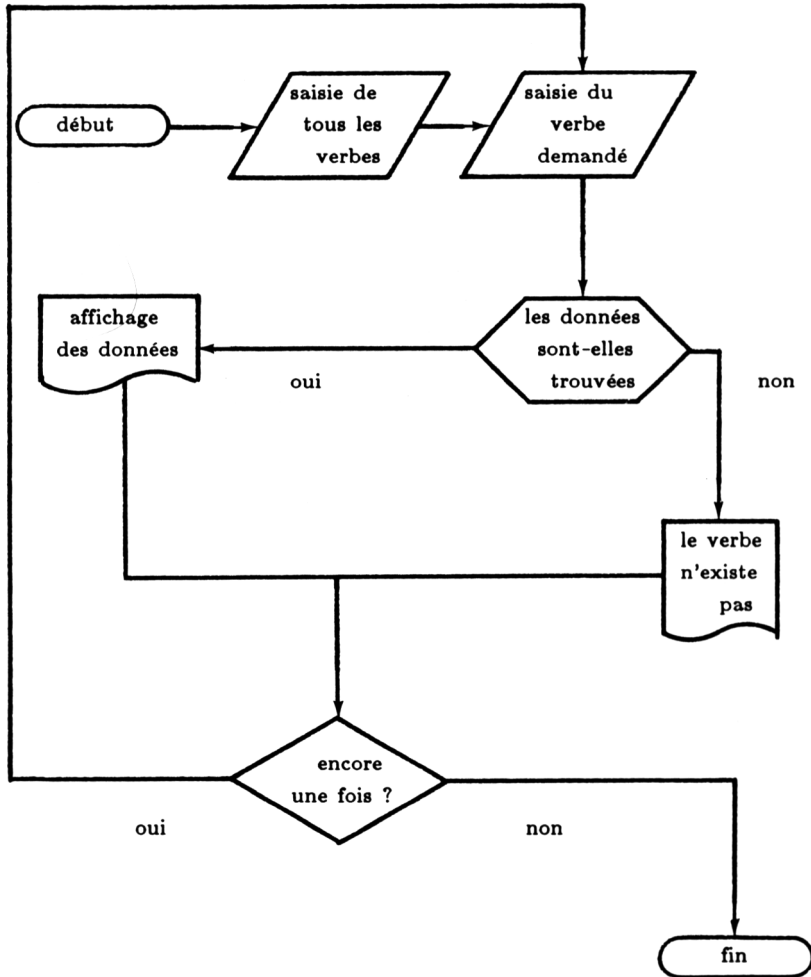 début
saisie de
tous les
verbes
saisie du
verbe
demandé
affichage
des données
les données
sont-elles
trouvées
oui
non
le verbe
n'existe
pas
encore
une fois ?
oui
non
fin